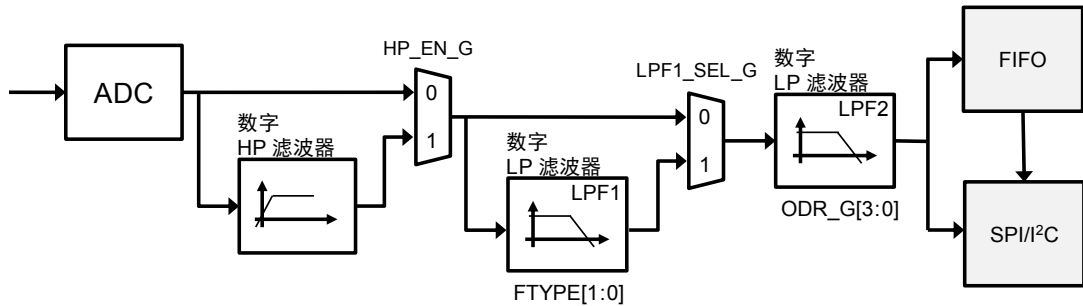 ADC
数字
HP 滤波器
HP_EN_G
0
1
数字
LP 滤波器
LPF1
FTYPE[1:0]
LPF1_SEL_G
0
1
数字
LP 滤波器
LPF2
ODR_G[3:0]
FIFO
SPI/I²C